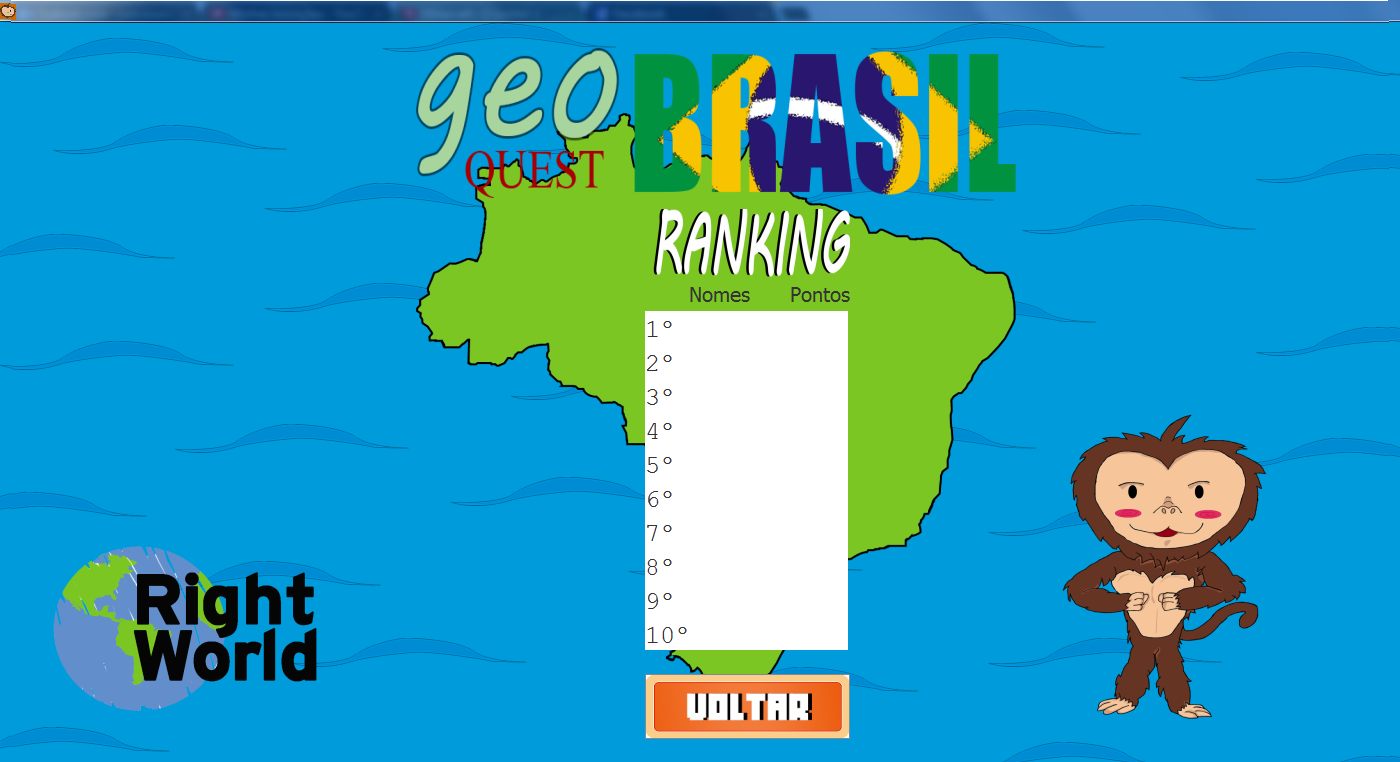 geo BRASIL
QUEST
RANKING
Nomes Pontos
1°
2°
3°
4°
5°
6°
7°
8°
9°
10°
Right
World
VOLTAR